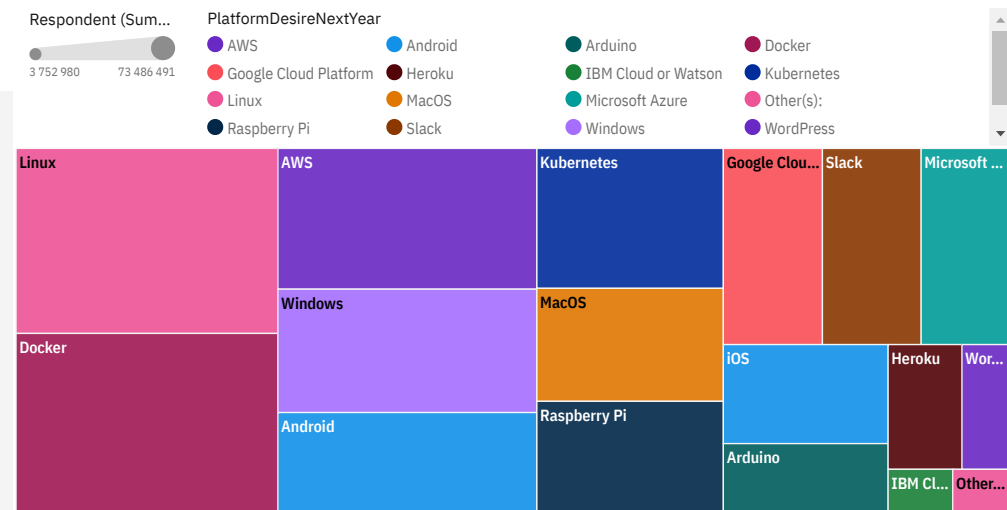 Respondent (Sum...
3 752 980 73 486 491
PlatformDesireNextYear
AWS Android Arduino Docker
Google Cloud Platform Heroku IBM Cloud or Watson Kubernetes
Linux MacOS Microsoft Azure Other(s):
Raspberry Pi Slack Windows WordPress
Linux
Docker
AWS
Windows
Android
Kubernetes
MacOS
Raspberry Pi
Google Clou...
Slack
Microsoft ...
iOS
Arduino
Heroku
Wor...
IBM Cl...
Other...